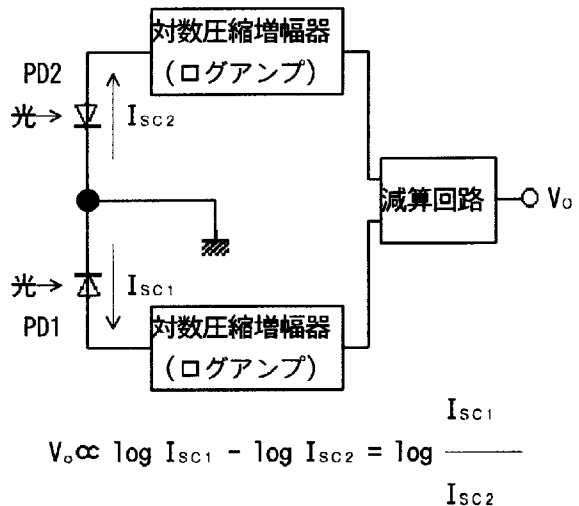 対数圧縮増幅器
(ログアンプ)
PD2
光
ISC2
減算回路
Vo
光
ISC1
PD1
対数圧縮増幅器
(ログアンプ)
Vo∝ log ISC1 - log ISC2 = log ISC1 / ISC2